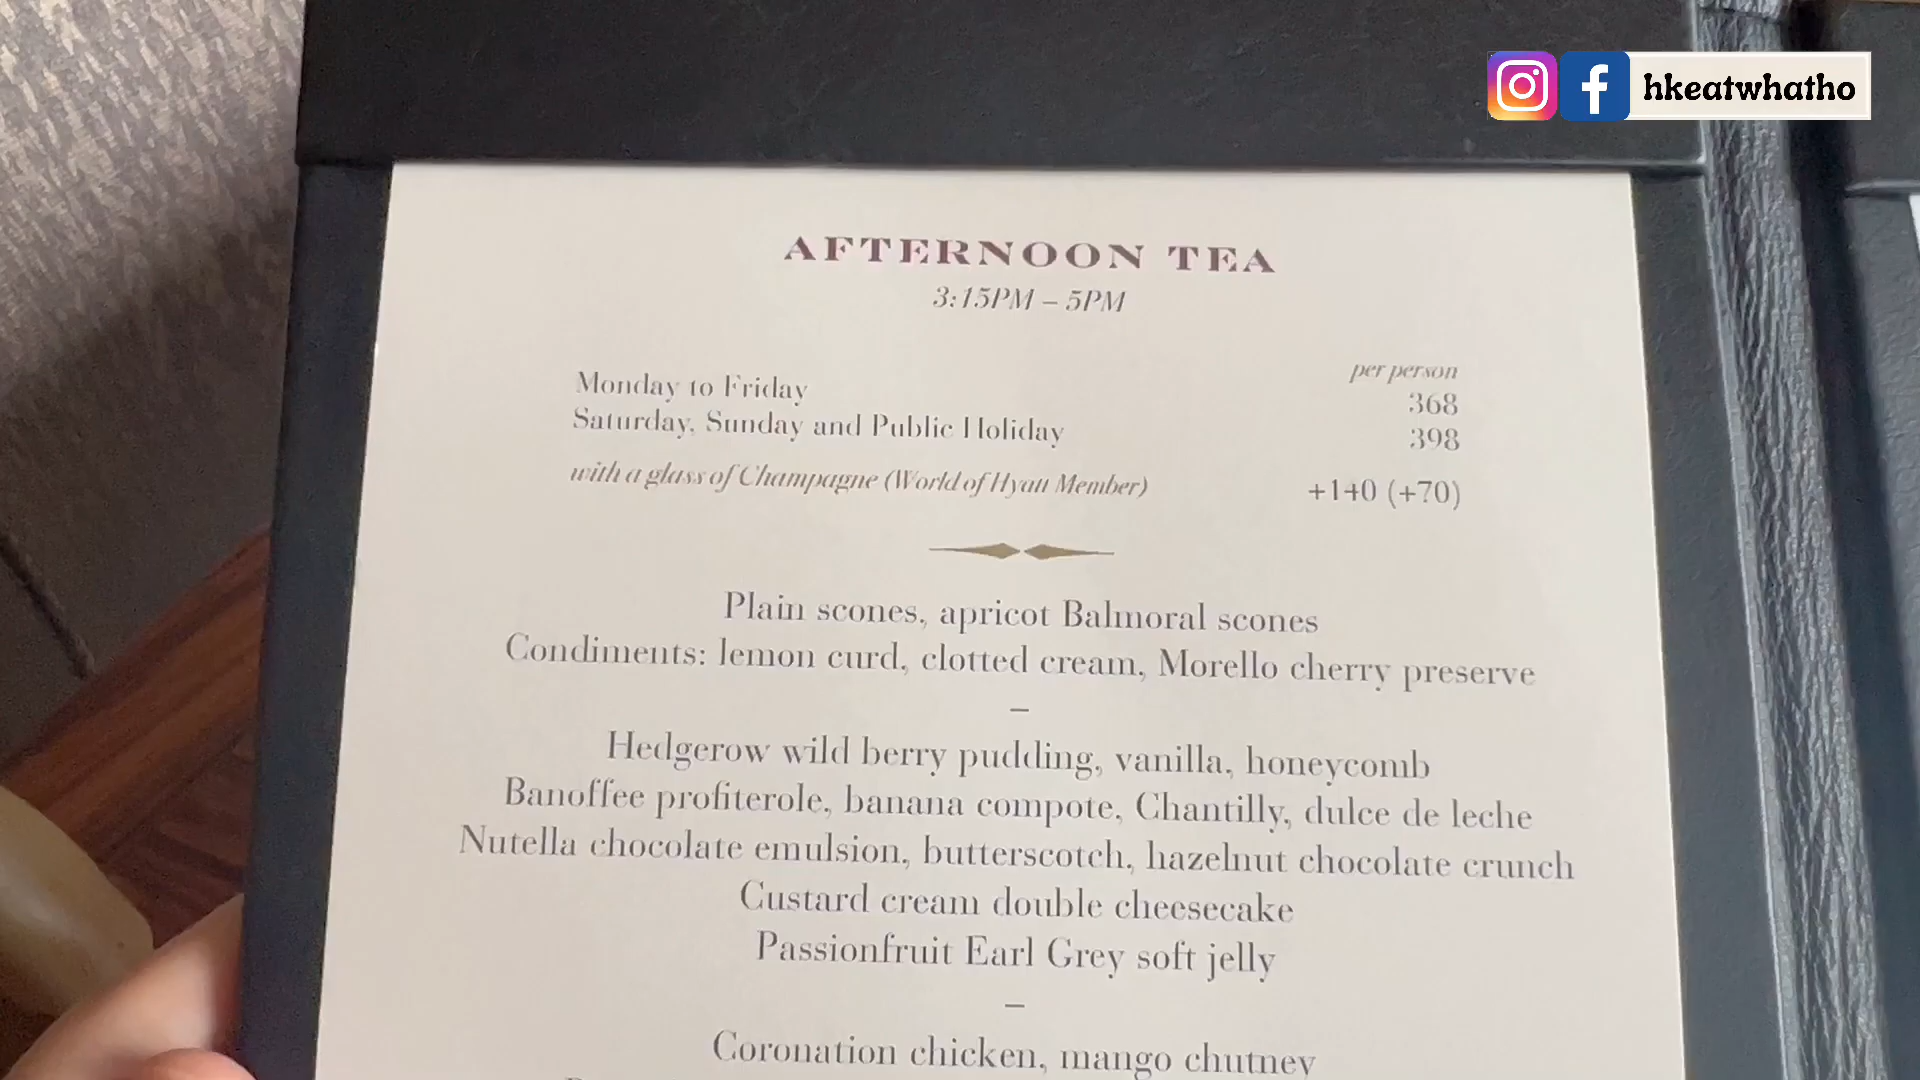 hkeatwhatho
AFTERNOON TEA
3:15PM – 5PM
per person
Monday to Friday 368
Saturday, Sunday and Public Holiday 398
with a glass of Champagne (World of Hyatt Member) +140 (+70)
Plain scones, apricot Balmoral scones
Condiments: lemon curd, clotted cream, Morello cherry preserve
–
Hedgerow wild berry pudding, vanilla, honeycomb
Banoffee profiterole, banana compote, Chantilly, dulce de leche
Nutella chocolate emulsion, butterscotch, hazelnut chocolate crunch
Custard cream double cheesecake
Passionfruit Earl Grey soft jelly
–
Coronation chicken, mango chutney